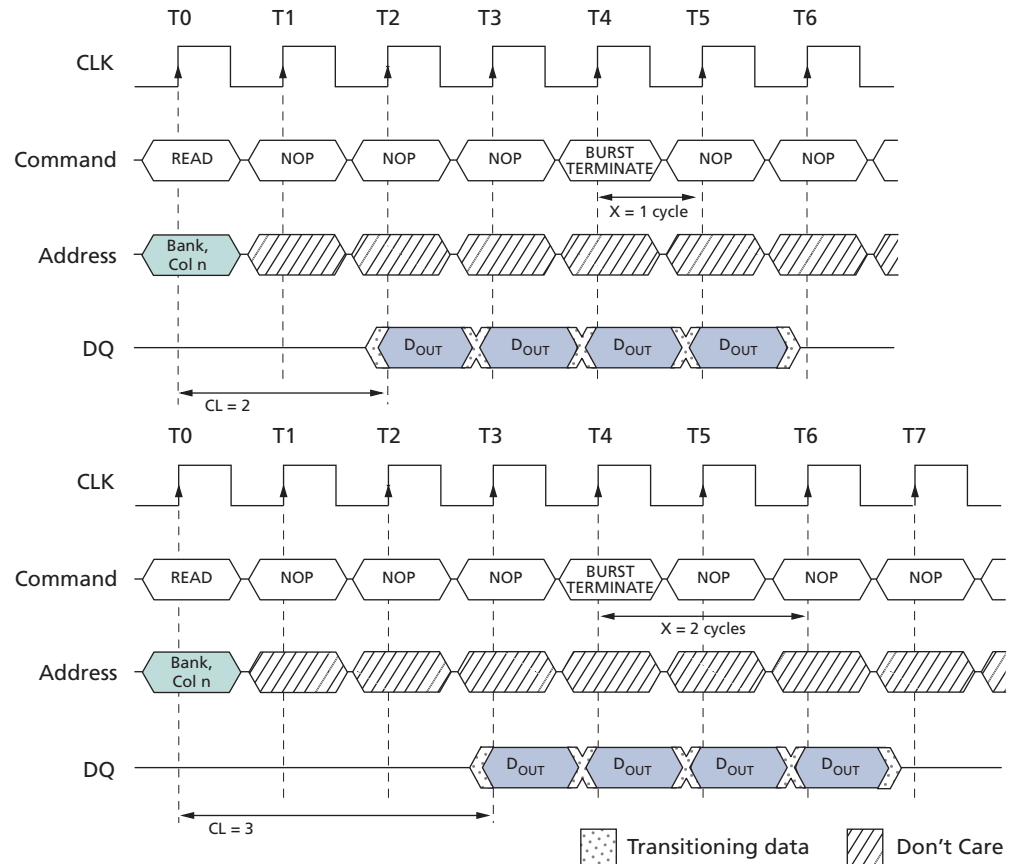 T0 T1 T2 T3 T4 T5 T6
CLK
Command READ NOP NOP NOP BURST TERMINATE NOP NOP
X = 1 cycle
Address Bank, Col n
DQ DOUT DOUT DOUT DOUT
CL = 2
T0 T1 T2 T3 T4 T5 T6 T7
CLK
Command READ NOP NOP NOP BURST TERMINATE NOP NOP NOP
X = 2 cycles
Address Bank, Col n
DQ DOUT DOUT DOUT DOUT
CL = 3
Transitioning data Don't Care